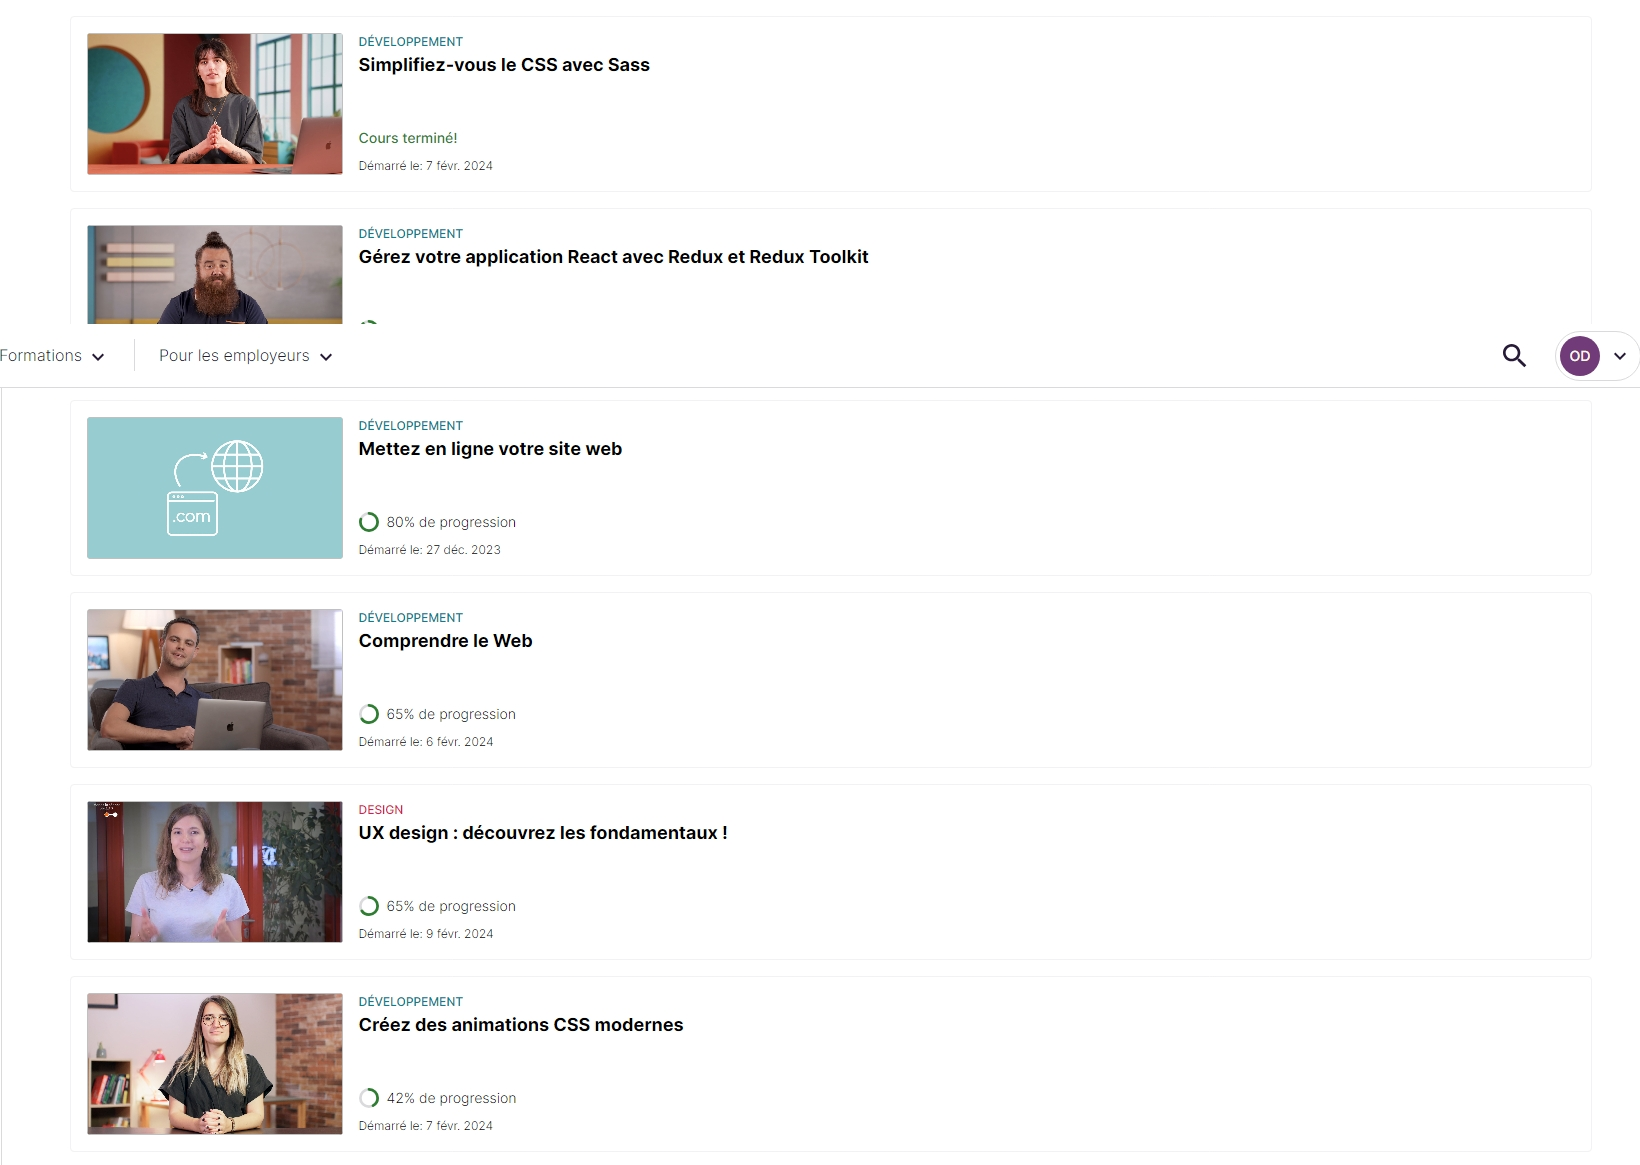 DÉVELOPPEMENT
Simplifiez-vous le CSS avec Sass
Cours terminé!
Démarré le: 7 févr. 2024
DÉVELOPPEMENT
Gérez votre application React avec Redux et Redux Toolkit
Formations
Pour les employeurs
OD
DÉVELOPPEMENT
Mettez en ligne votre site web
.com
80% de progression
Démarré le: 27 déc. 2023
DÉVELOPPEMENT
Comprendre le Web
65% de progression
Démarré le: 6 févr. 2024
DESIGN
UX design : découvrez les fondamentaux !
65% de progression
Démarré le: 9 févr. 2024
DÉVELOPPEMENT
Créez des animations CSS modernes
42% de progression
Démarré le: 7 févr. 2024